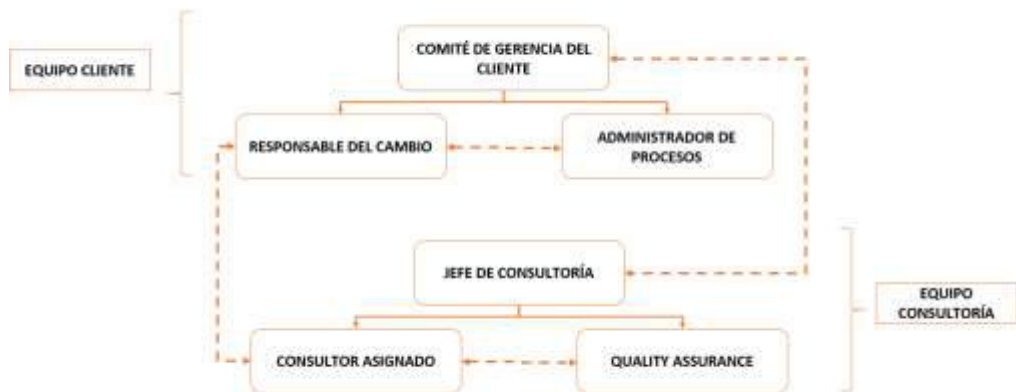 COMITÉ DE GERENCIA DEL
CLIENTE
EQUIPO CLIENTE
RESPONSABLE DEL CAMBIO
ADMINISTRADOR DE
PROCESOS
JEFE DE CONSULTORÍA
EQUIPO
CONSULTORÍA
CONSULTOR ASIGNADO
QUALITY ASSURANCE